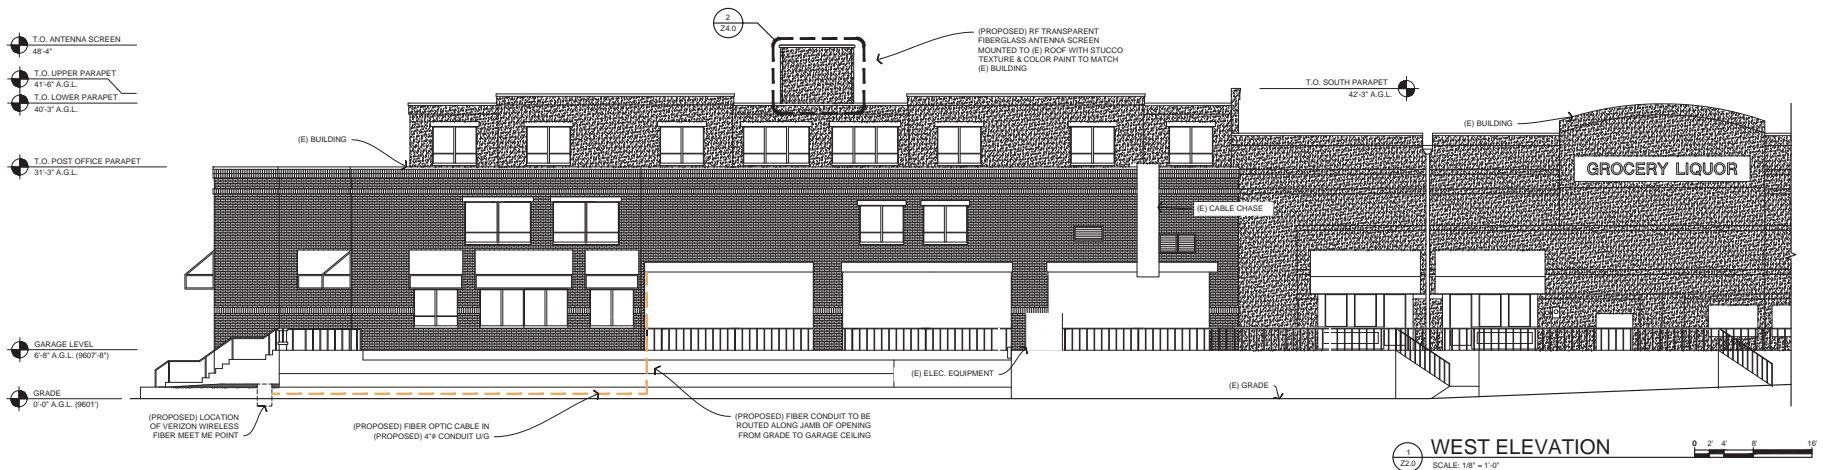 2
Z4.0
(PROPOSED) RF TRANSPARENT
FIBERGLASS ANTENNA SCREEN
MOUNTED TO (E) ROOF WITH STUCCO
TEXTURE & COLOR PAINT TO MATCH
(E) BUILDING
T.O. ANTENNA SCREEN
48'-4"
T.O. UPPER PARAPET
41'-6" A.G.L.
T.O. LOWER PARAPET
40'-3" A.G.L.
T.O. SOUTH PARAPET
42'-3" A.G.L.
(E) BUILDING
(E) BUILDING
T.O. POST OFFICE PARAPET
31'-3" A.G.L.
GROCERY LIQUOR
(E) CABLE CHASE
GARAGE LEVEL
6'-8" A.G.L. (9607'-8")
(E) ELEC. EQUIPMENT
(E) GRADE
GRADE
0'-0" A.G.L. (9601')
(PROPOSED) LOCATION
OF VERIZON WIRELESS
FIBER MEET ME POINT
(PROPOSED) FIBER OPTIC CABLE IN
(PROPOSED) 4"ø CONDUIT U/G
(PROPOSED) FIBER CONDUIT TO BE
ROUTED ALONG JAMB OF OPENING
FROM GRADE TO GARAGE CEILING
1
Z2.0
WEST ELEVATION
SCALE: 1/8" = 1'-0"
0 2' 4' 8' 16'